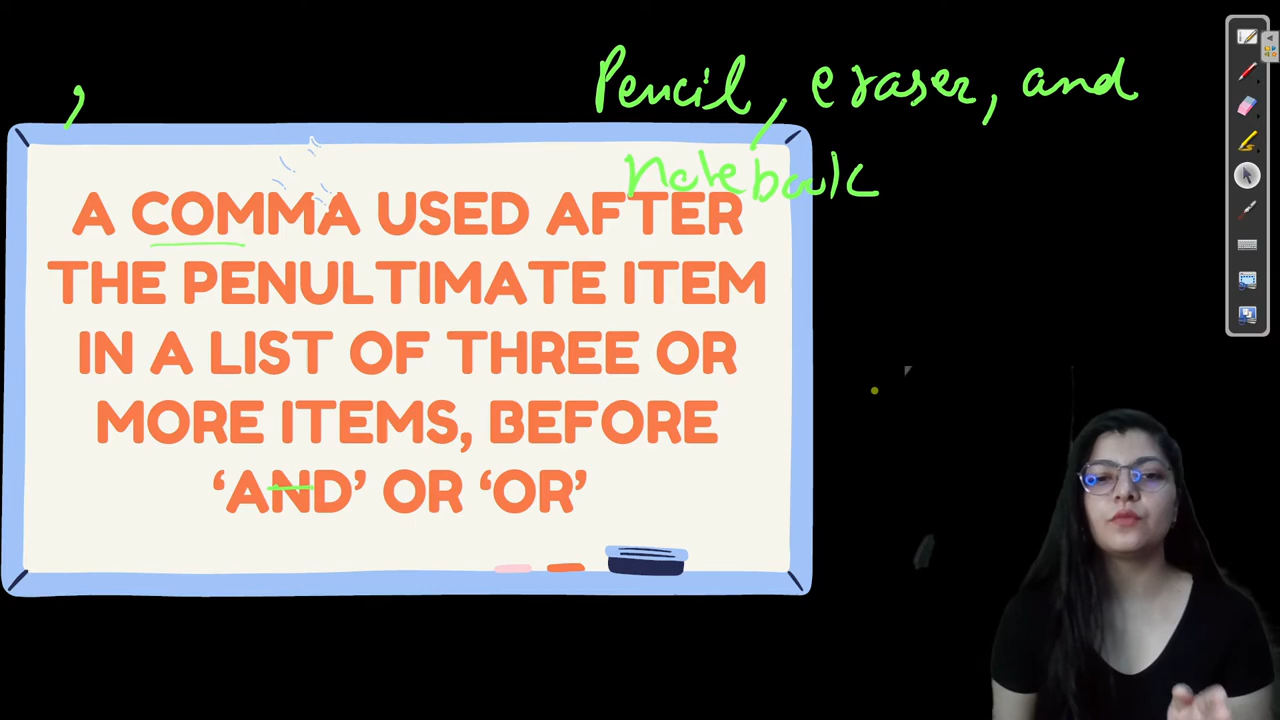 ,
Pencil, eraser, and
notebook
A COMMA USED AFTER
THE PENULTIMATE ITEM
IN A LIST OF THREE OR
MORE ITEMS, BEFORE
‘AND’ OR ‘OR’